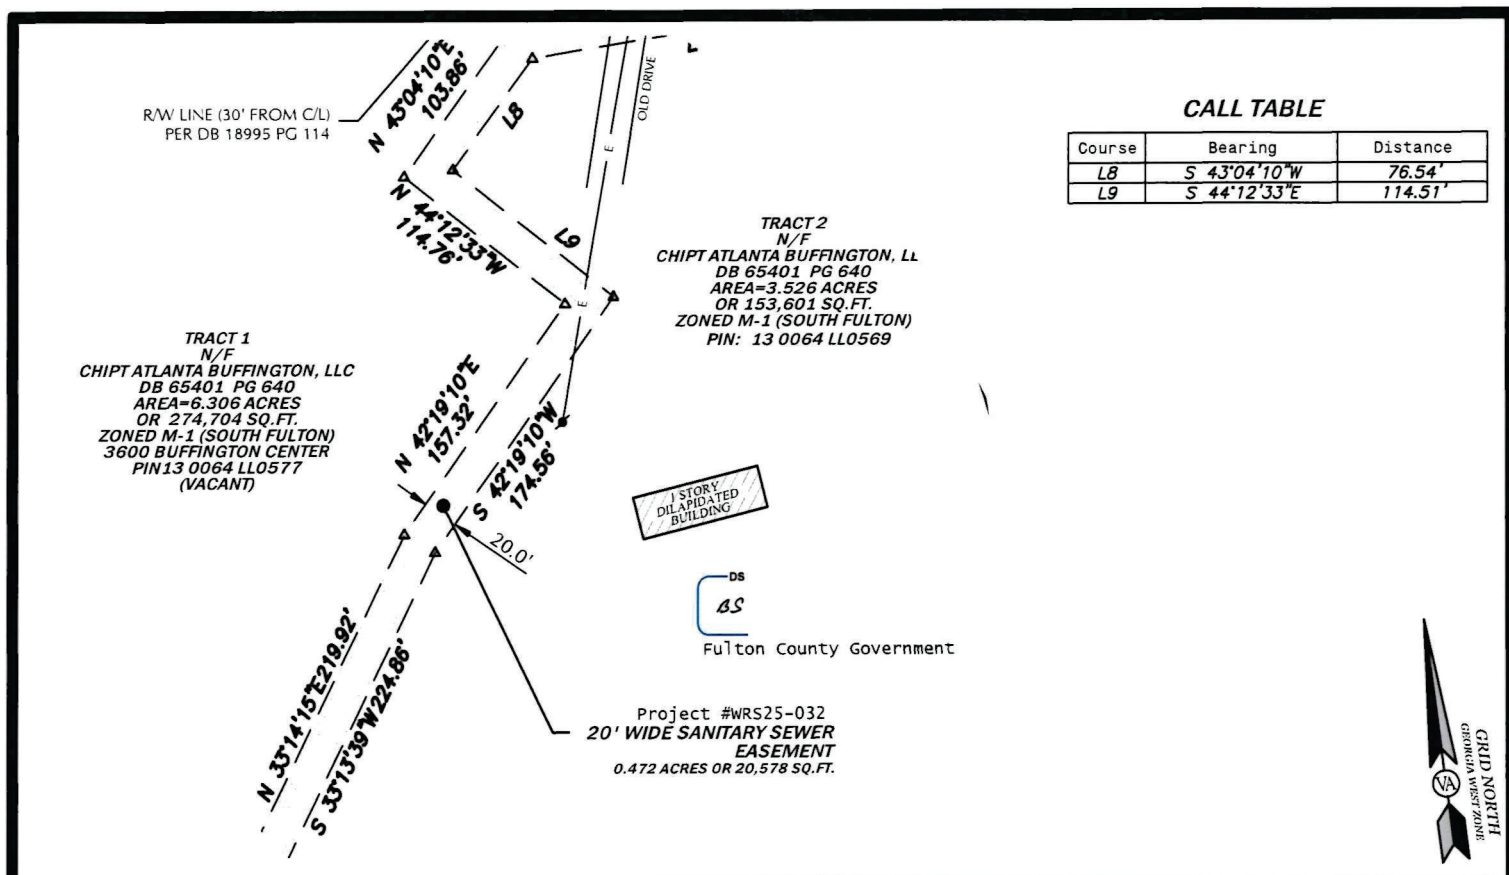 N 43°04'10"E
103.86'
R/W LINE (30' FROM C/L)
PER DB 18995 PG 114
L8
OLD DRIVE
E
N 44°12'33"W
114.76'
L9
E
CALL TABLE
Course Bearing Distance
L8 S 43°04'10"W 76.54'
L9 S 44°12'33"E 114.51'
TRACT 2
N/F
CHIPT ATLANTA BUFFINGTON, LL
DB 65401 PG 640
AREA=3.526 ACRES
OR 153,601 SQ.FT.
ZONED M-1 (SOUTH FULTON)
PIN: 13 0064 LL0569
TRACT 1
N/F
CHIPT ATLANTA BUFFINGTON, LLC
DB 65401 PG 640
AREA=6.306 ACRES
OR 274,704 SQ.FT.
ZONED M-1 (SOUTH FULTON)
3600 BUFFINGTON CENTER
PIN13 0064 LL0577
(VACANT)
N 42°19'10"E
157.32'
S 42°19'10"W
174.56'
20.0'
1 STORY
DILAPIDATED
BUILDING
DS
BS
Fulton County Government
N 33°14'15"E 219.92'
S 33°13'39"W 224.86'
Project #WRS25-032
20' WIDE SANITARY SEWER
EASEMENT
0.472 ACRES OR 20,578 SQ.FT.
GRID NORTH
GEORGIA WEST ZONE
VA